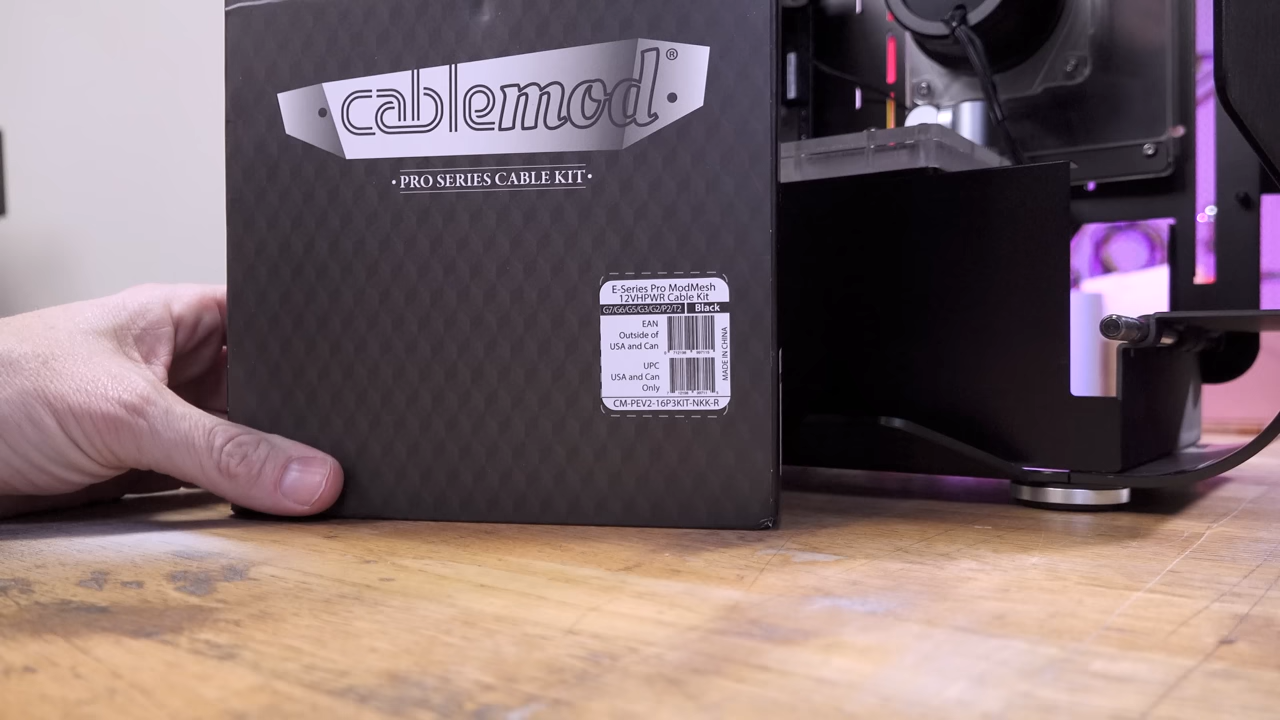 cablemod®
• PRO SERIES CABLE KIT •
E-Series Pro ModMesh
12VHPWR Cable Kit
G7/G6/G5/G3/G2/P2/T2 Black
EAN
Outside of
USA and Can
UPC
USA and Can
Only
MADE IN CHINA
CM-PEV2-16P3KIT-NKK-R